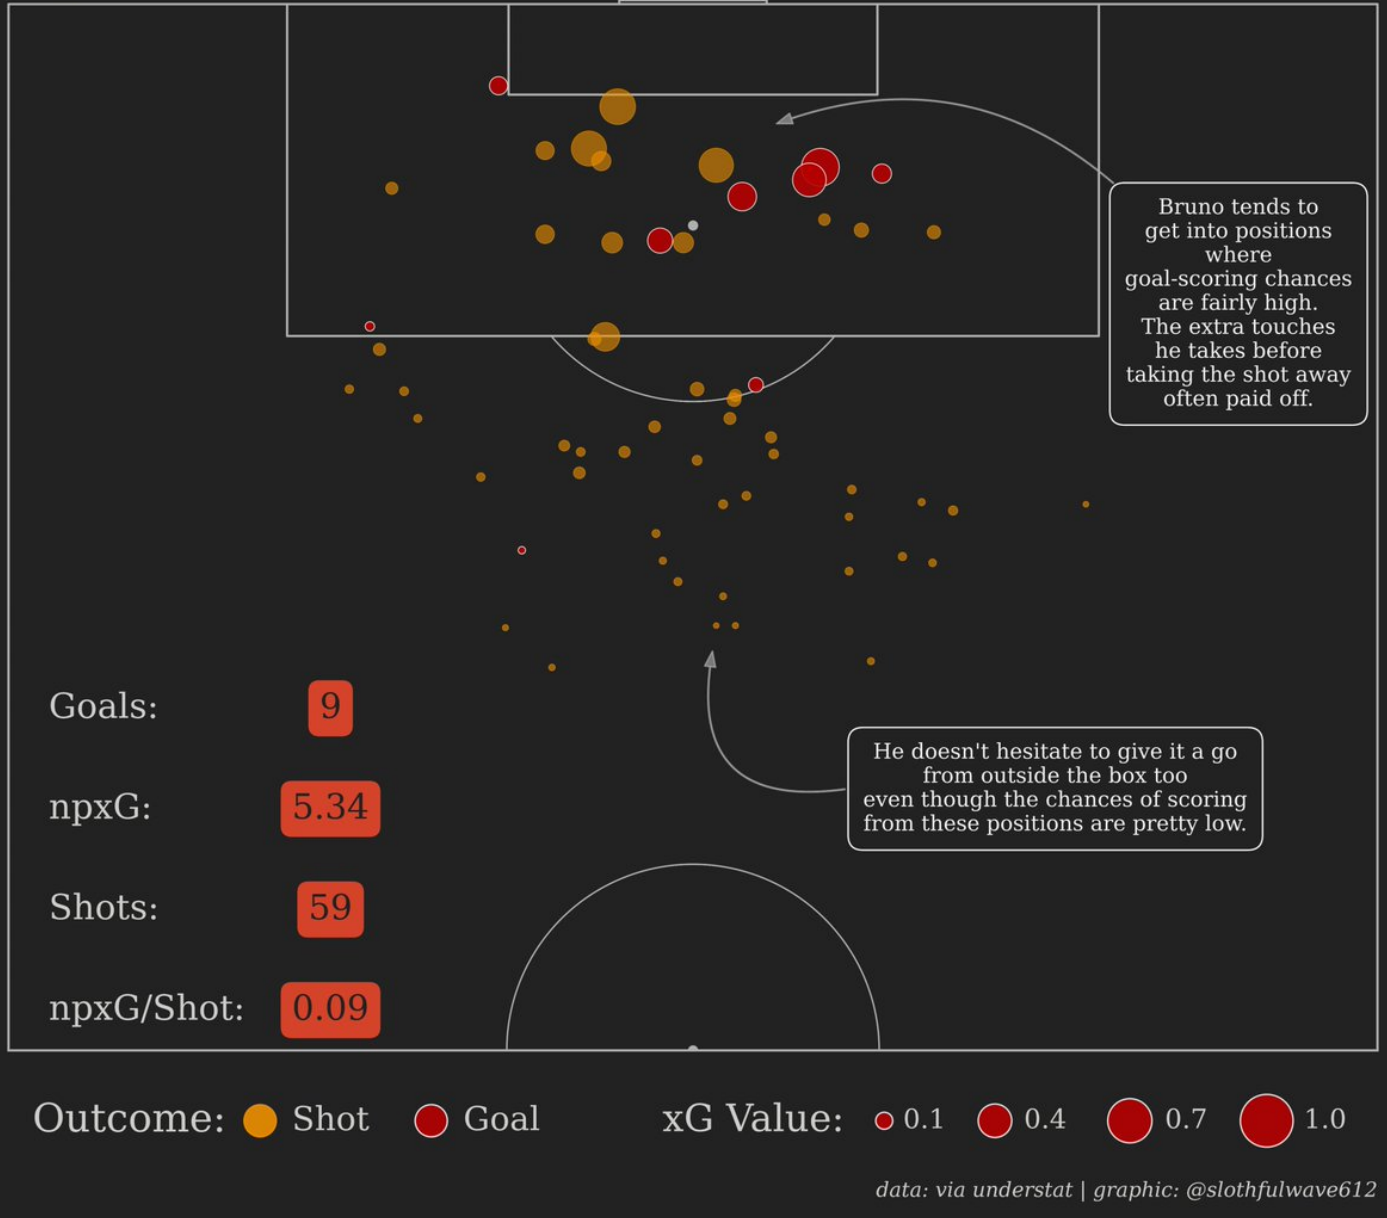 Bruno tends to
get into positions
where
goal-scoring chances
are fairly high.
The extra touches
he takes before
taking the shot away
often paid off.
Goals: 9
npxG: 5.34
Shots: 59
npxG/Shot: 0.09
He doesn't hesitate to give it a go
from outside the box too
even though the chances of scoring
from these positions are pretty low.
Outcome: Shot Goal xG Value: 0.1 0.4 0.7 1.0
data: via understat | graphic: @slothfulwave612